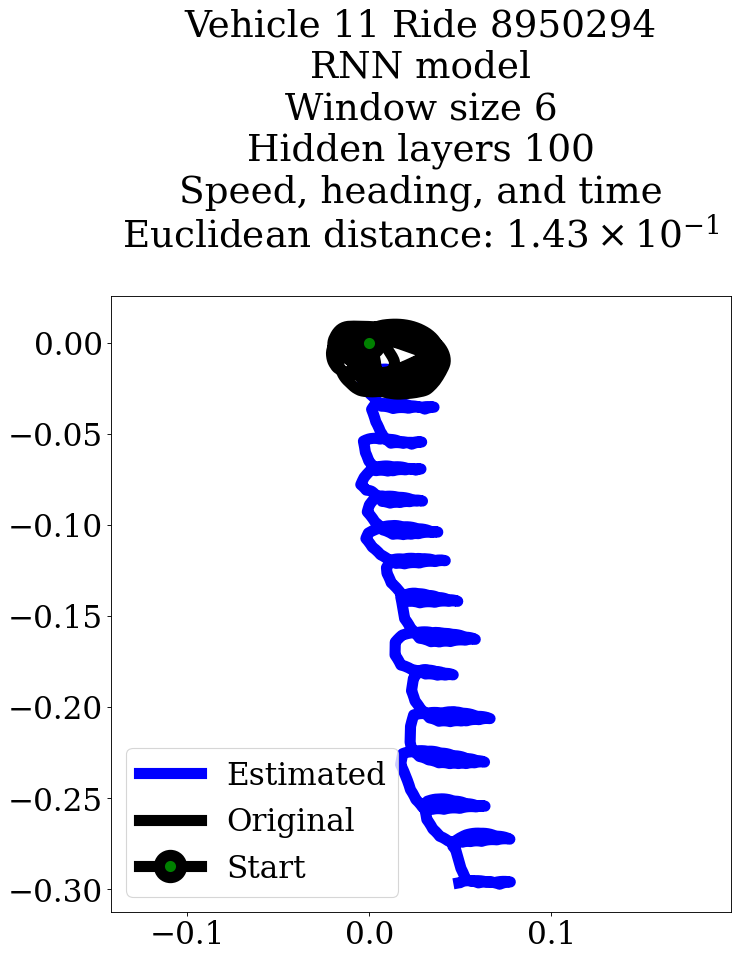 Vehicle 11 Ride 8950294
RNN model
Window size 6
Hidden layers 100
Speed, heading, and time
Euclidean distance: 1.43 × 10⁻¹
0.00
−0.05
−0.10
−0.15
−0.20
−0.25
−0.30
Estimated
Original
Start
−0.1
0.0
0.1